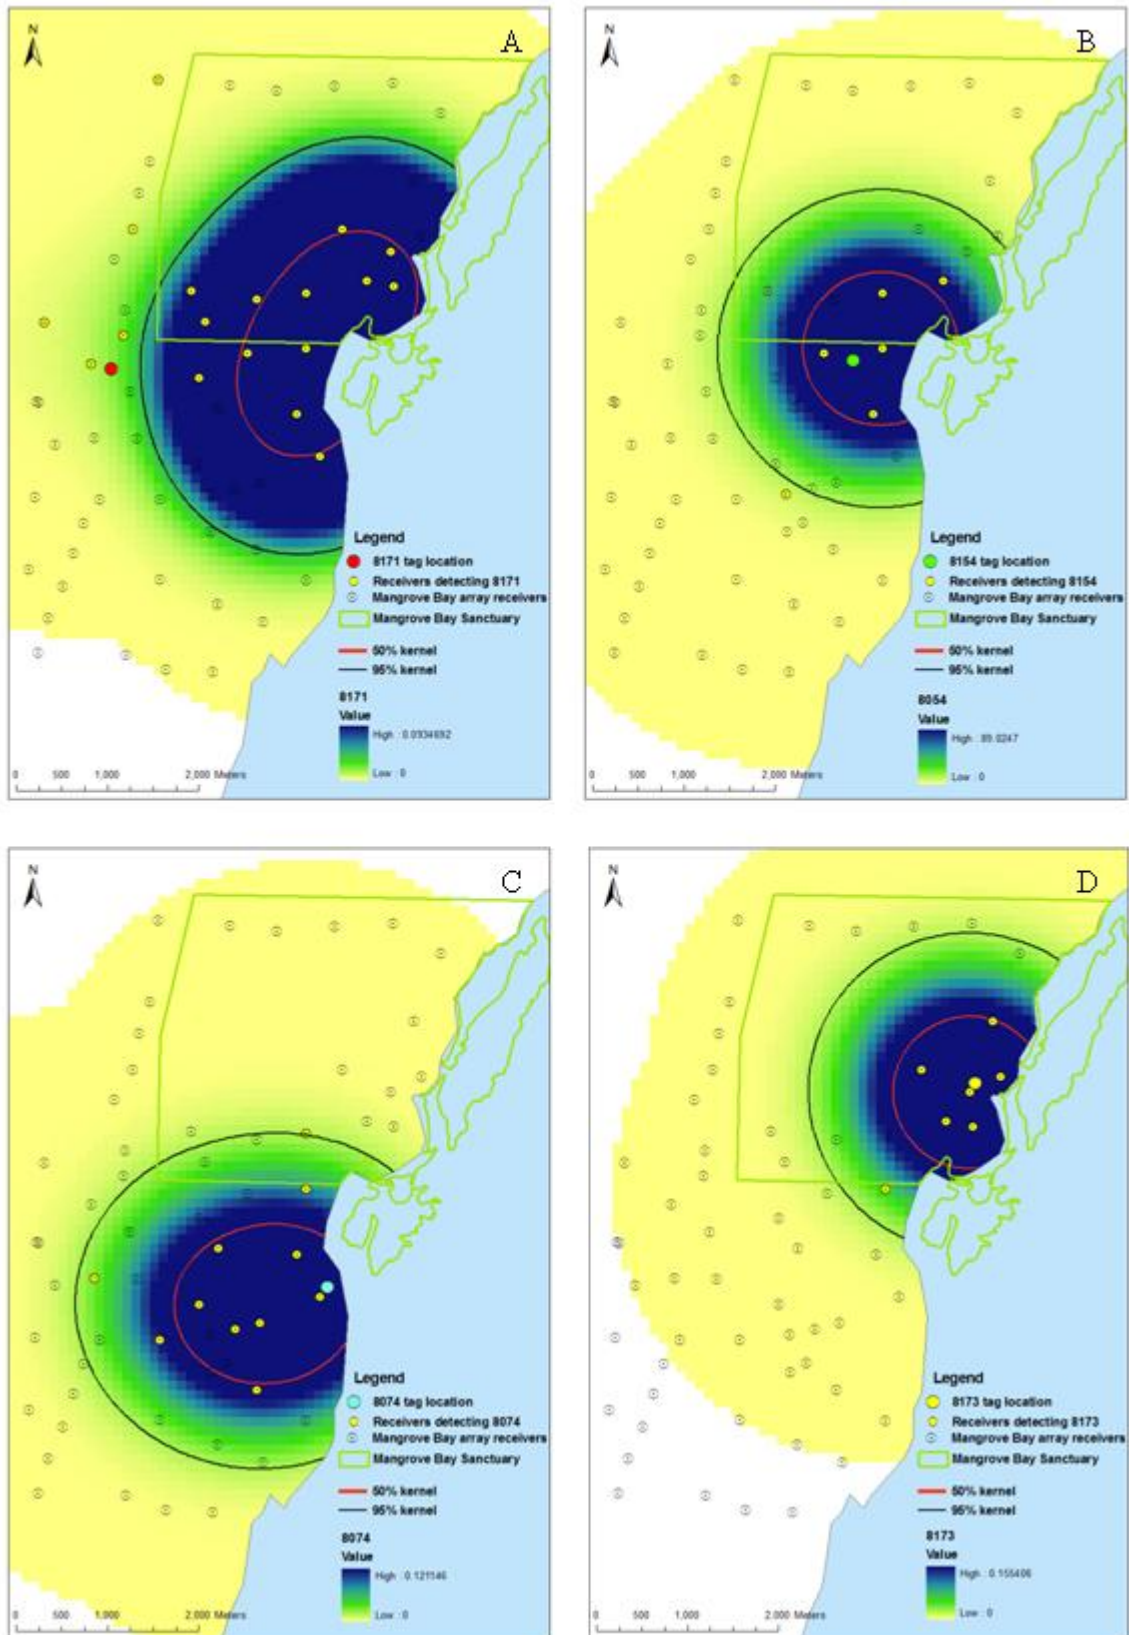 N
A
Legend
8171 tag location
Receivers detecting 8171
Mangrove Bay array receivers
Mangrove Bay Sanctuary
50% kernel
95% kernel
8171
Value
High : 0.0934692
Low : 0
0 500 1,000 2,000 Meters
N
B
Legend
8154 tag location
Receivers detecting 8154
Mangrove Bay array receivers
Mangrove Bay Sanctuary
50% kernel
95% kernel
8054
Value
High : 89.0247
Low : 0
0 500 1,000 2,000 Meters
N
C
Legend
8074 tag location
Receivers detecting 8074
Mangrove Bay array receivers
Mangrove Bay Sanctuary
50% kernel
95% kernel
8074
Value
High : 0.121146
Low : 0
0 500 1,000 2,000 Meters
N
D
Legend
8173 tag location
Receivers detecting 8173
Mangrove Bay array receivers
Mangrove Bay Sanctuary
50% kernel
95% kernel
8173
Value
High : 0.155406
Low : 0
0 500 1,000 2,000 Meters